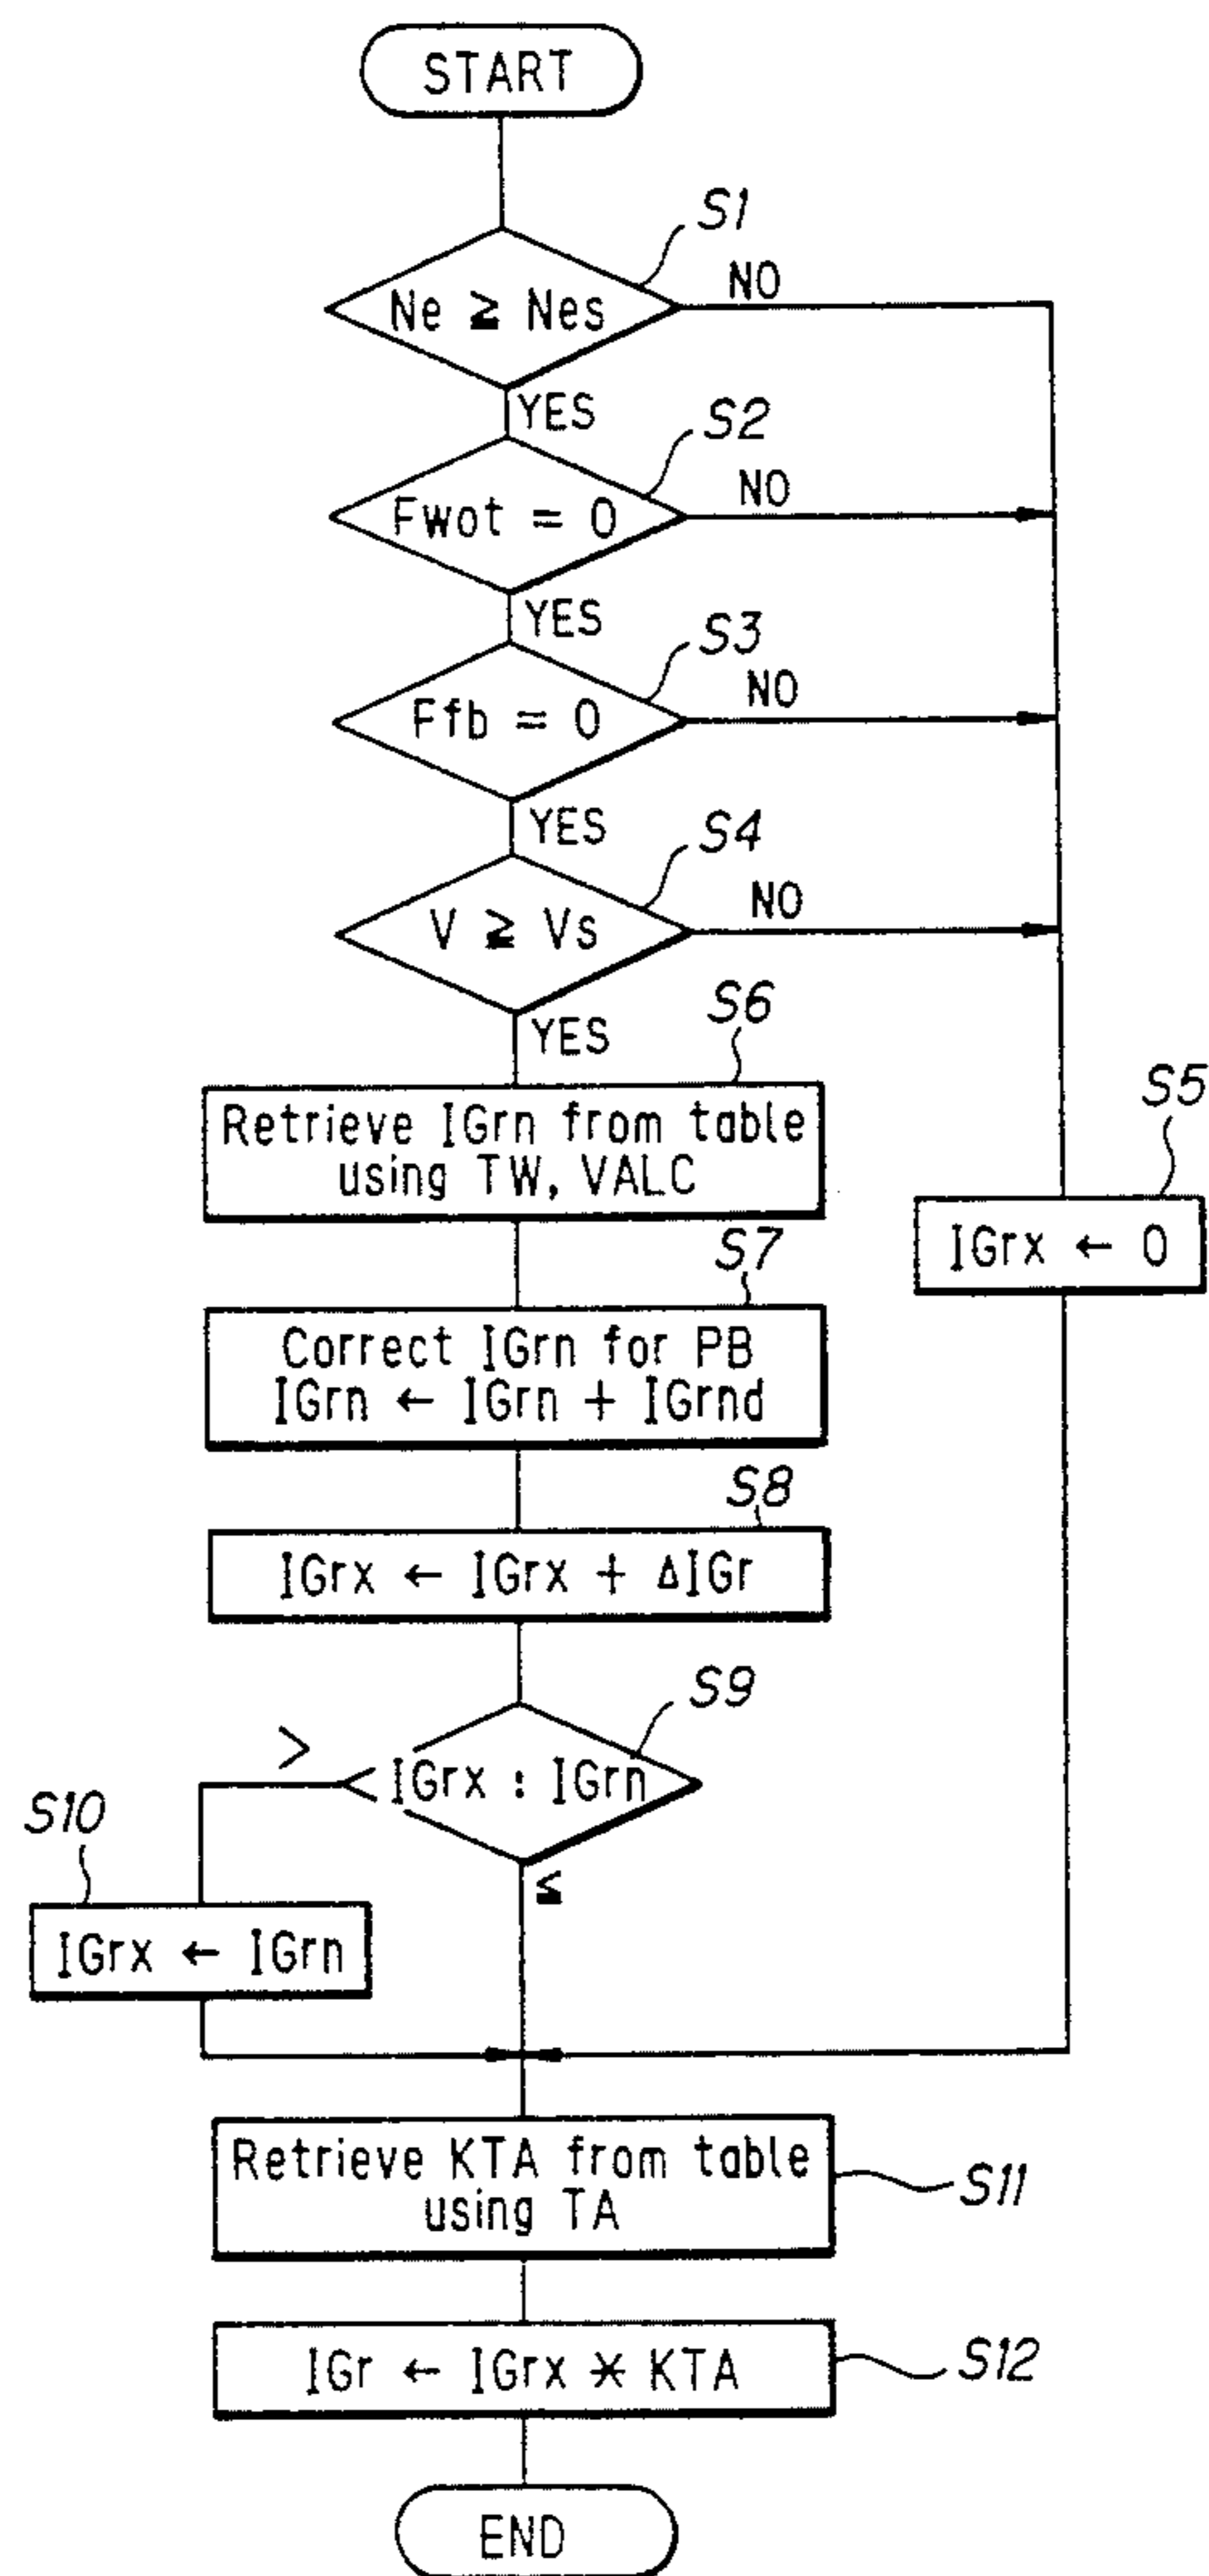 START
S1
Ne ≧ Nes
NO
YES
S2
Fwot = 0
NO
YES
S3
Ffb = 0
NO
YES
S4
V ≧ Vs
NO
YES
S6
Retrieve IGrn from table
using TW, VALC
S5
IGrx ← 0
S7
Correct IGrn for PB
IGrn ← IGrn + IGrnd
S8
IGrx ← IGrx + ΔIGr
S9
>
IGrx : IGrn
≦
S10
IGrx ← IGrn
Retrieve KTA from table
using TA
S11
IGr ← IGrx * KTA
S12
END